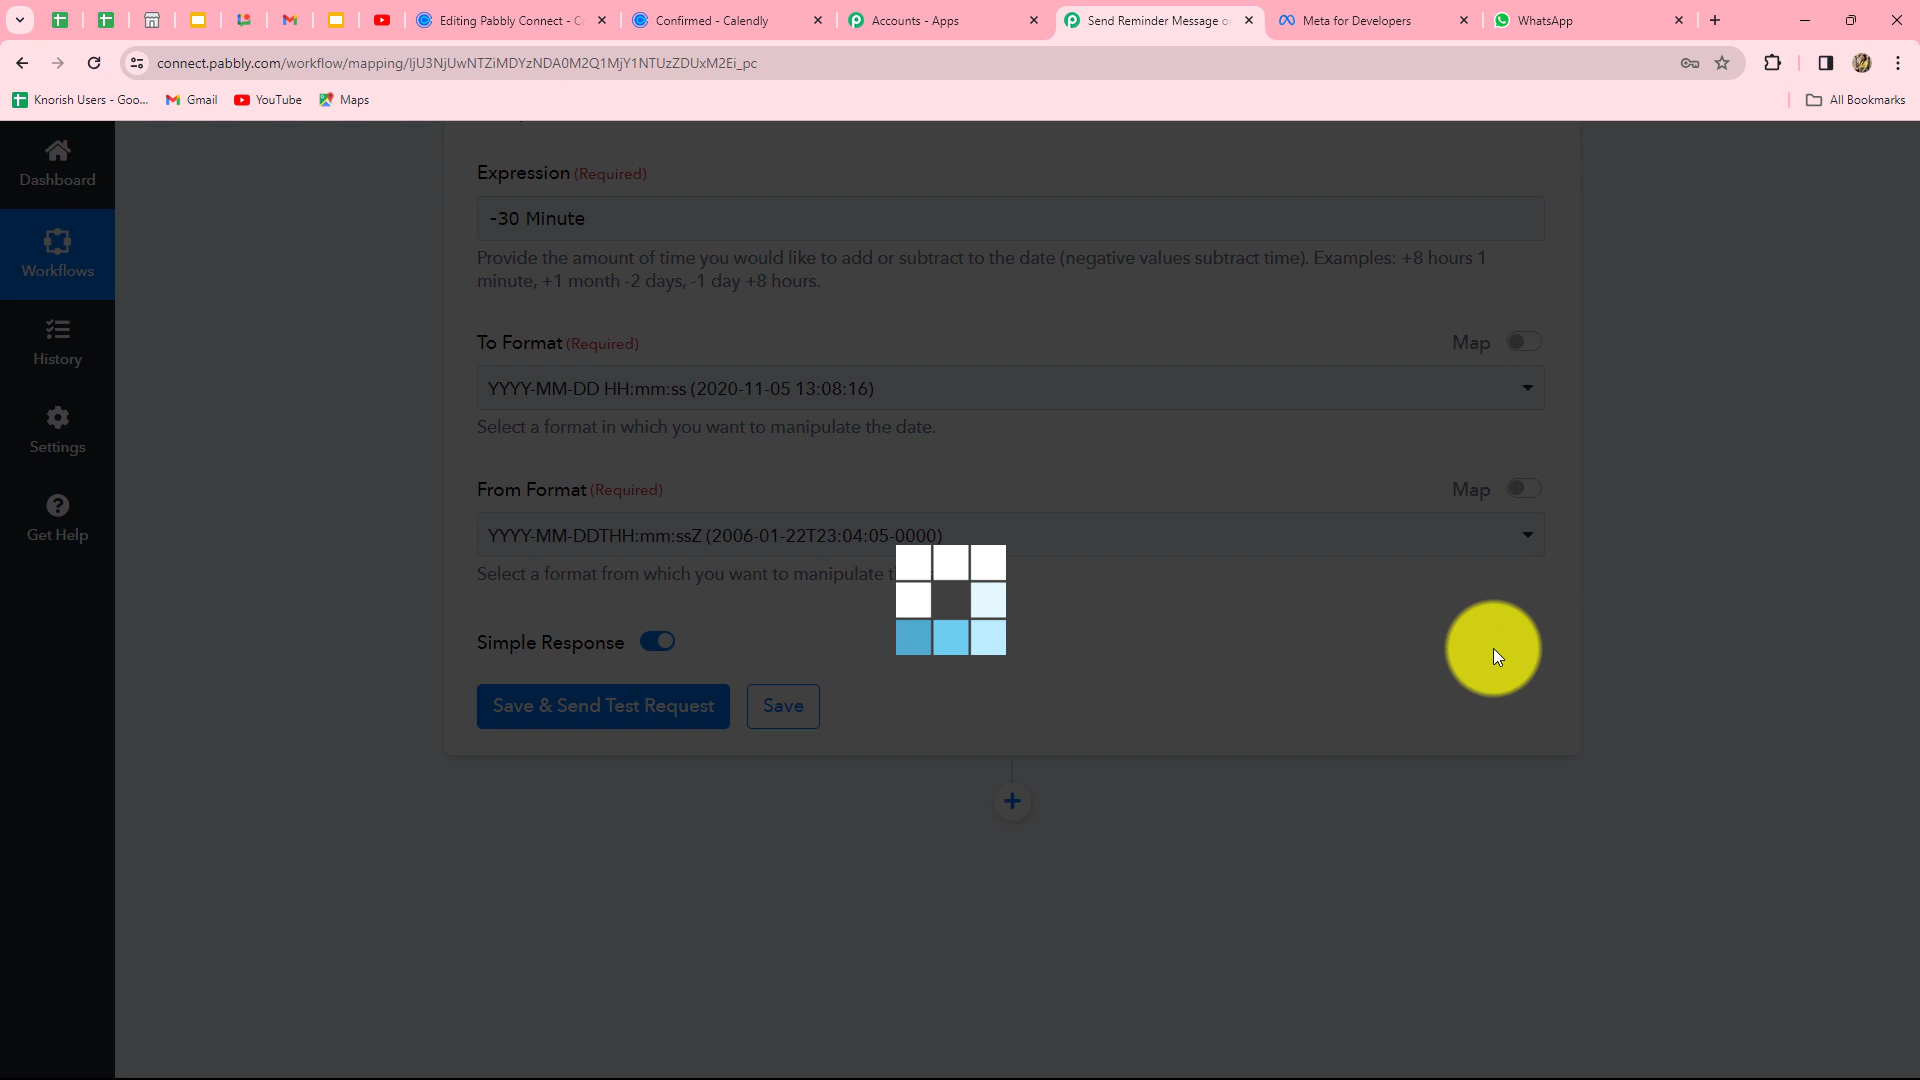 Editing Pabbly Connect - C
Confirmed - Calendly
Accounts - Apps
Send Reminder Message o
Meta for Developers
WhatsApp
connect.pabbly.com/workflow/mapping/IjU3NjUwNTZiMDYzNDA0M2Q1MjY1NTUzZDUxM2Ei_pc
Knorish Users - Goo...
Gmail
YouTube
Maps
All Bookmarks
Dashboard
Workflows
History
Settings
Get Help
Expression (Required)
-30 Minute
Provide the amount of time you would like to add or subtract to the date (negative values subtract time). Examples: +8 hours 1
minute, +1 month -2 days, -1 day +8 hours.
To Format (Required)
Map
YYYY-MM-DD HH:mm:ss (2020-11-05 13:08:16)
Select a format in which you want to manipulate the date.
From Format (Required)
Map
YYYY-MM-DDTHH:mm:ssZ (2006-01-22T23:04:05-0000)
Select a format from which you want to manipulate
Simple Response
Save & Send Test Request
Save